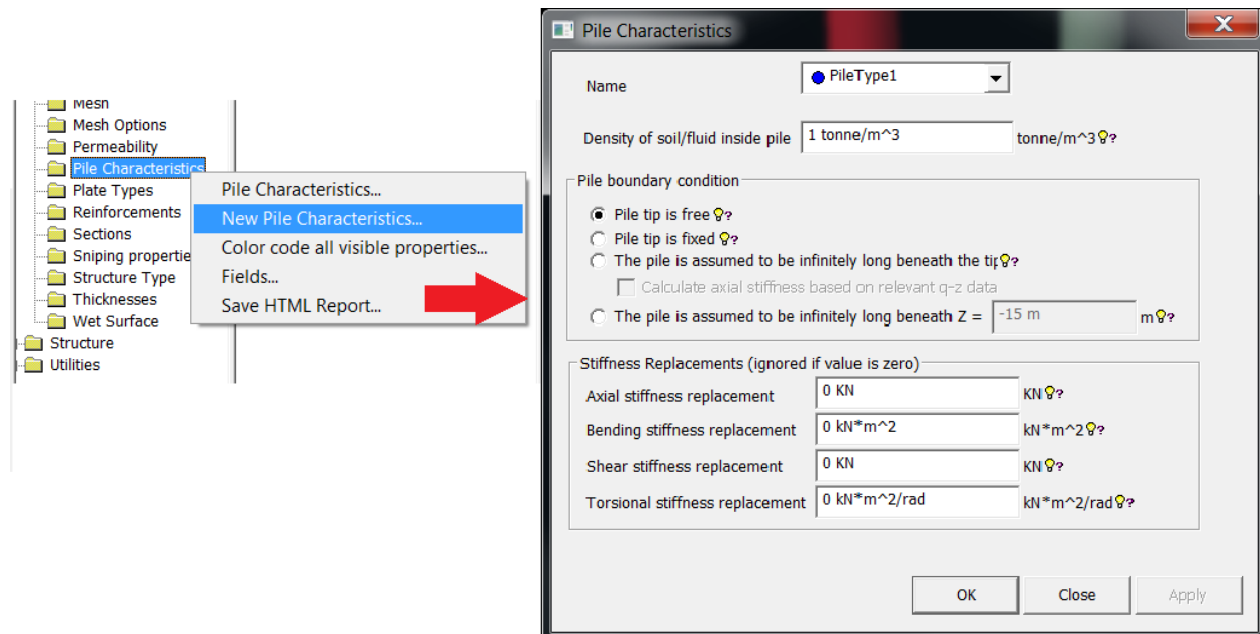 Mesh
Mesh Options
Permeability
Pile Characteristics
Plate Types
Reinforcements
Sections
Sniping propertie
Structure Type
Thicknesses
Wet Surface
Structure
Utilities
Pile Characteristics...
New Pile Characteristics...
Color code all visible properties...
Fields...
Save HTML Report...
Pile Characteristics
Name PileType1
Density of soil/fluid inside pile 1 tonne/m^3 tonne/m^3 ?
Pile boundary condition
Pile tip is free ?
Pile tip is fixed ?
The pile is assumed to be infinitely long beneath the tip ?
Calculate axial stiffness based on relevant q-z data
The pile is assumed to be infinitely long beneath Z = -15 m m ?
Stiffness Replacements (ignored if value is zero)
Axial stiffness replacement 0 KN KN ?
Bending stiffness replacement 0 kN*m^2 kN*m^2 ?
Shear stiffness replacement 0 KN KN ?
Torsional stiffness replacement 0 kN*m^2/rad kN*m^2/rad ?
OK Close Apply